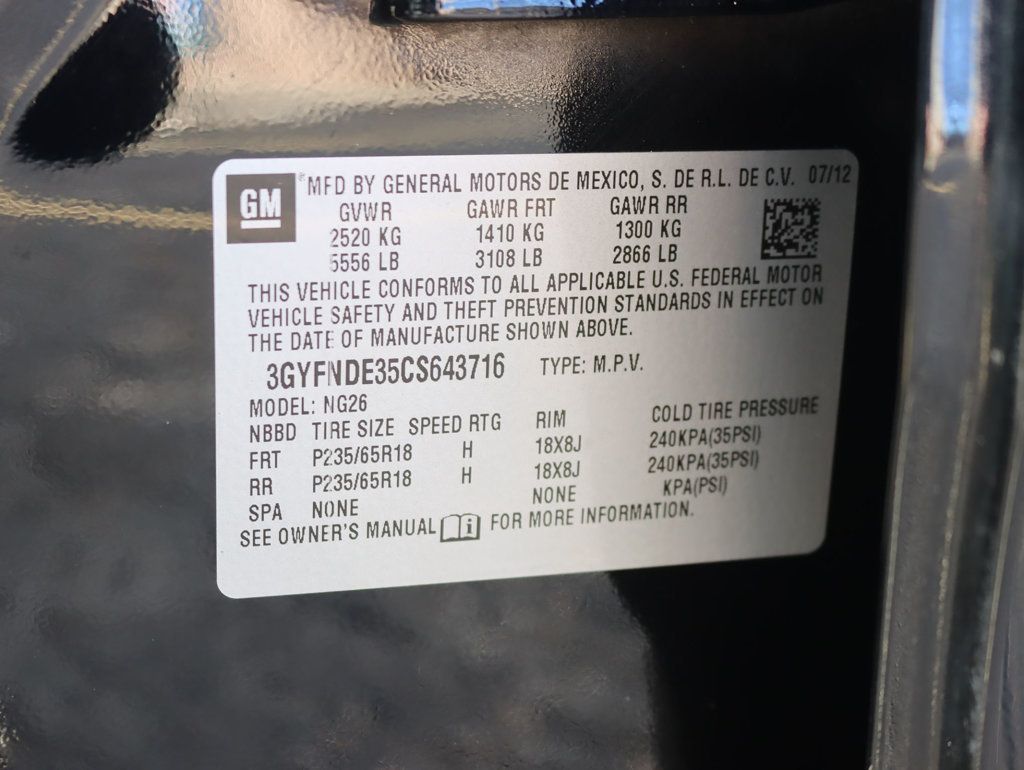 GM ® MFD BY GENERAL MOTORS DE MEXICO, S. DE R.L. DE C.V. 07/12
GVWR GAWR FRT GAWR RR
2520 KG 1410 KG 1300 KG
5556 LB 3108 LB 2866 LB
THIS VEHICLE CONFORMS TO ALL APPLICABLE U.S. FEDERAL MOTOR
VEHICLE SAFETY AND THEFT PREVENTION STANDARDS IN EFFECT ON
THE DATE OF MANUFACTURE SHOWN ABOVE.
3GYFNDE35CS643716 TYPE: M.P.V.
MODEL: NG26
NBBD TIRE SIZE SPEED RTG RIM COLD TIRE PRESSURE
FRT P235/65R18 H 18X8J 240KPA(35PSI)
RR P235/65R18 H 18X8J 240KPA(35PSI)
SPA NONE NONE KPA(PSI)
SEE OWNER'S MANUAL i FOR MORE INFORMATION.